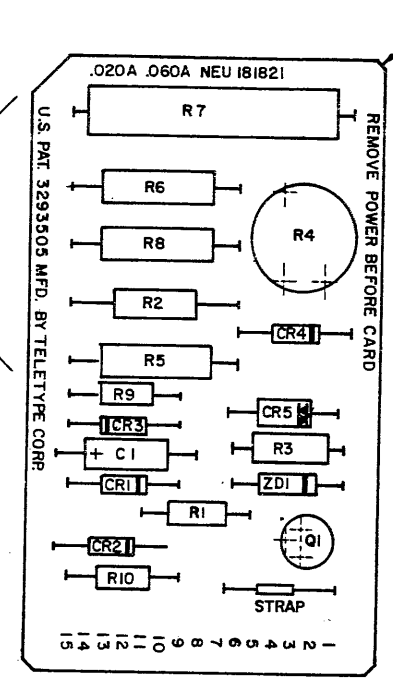 .020A .060A NEU 181821
U.S. PAT. 3293505 MFD. BY TELETYPE CORP.
REMOVE POWER BEFORE CARD
R7
R6
R4
R8
R2
CR4
R5
R9
CR5
CR3
+ C1
R3
CR1
ZD1
R1
Q1
CR2
R10
STRAP
15 14 13 12 11 10 9 8 7 6 5 4 3 2 1